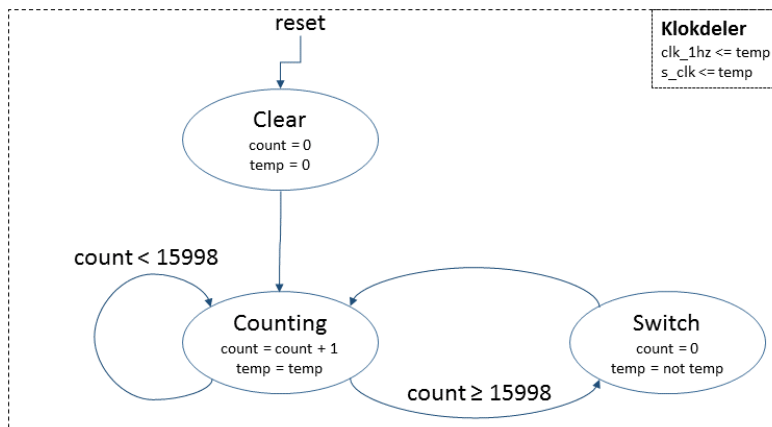 reset
Klokdeler
clk_1hz <= temp
s_clk <= temp
Clear
count = 0
temp = 0
count < 15998
Counting
count = count + 1
temp = temp
Switch
count = 0
temp = not temp
count ≥ 15998